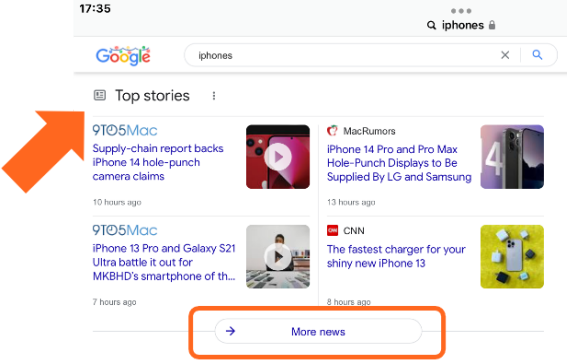 17:35
iphones
Google
iphones
Top stories
9TO5Mac
Supply-chain report backs
iPhone 14 hole-punch
camera claims
10 hours ago
MacRumors
iPhone 14 Pro and Pro Max
Hole-Punch Displays to Be
Supplied By LG and Samsung
13 hours ago
4
9TO5Mac
iPhone 13 Pro and Galaxy S21
Ultra battle it out for
MKBHD's smartphone of th...
7 hours ago
CNN
CNN
The fastest charger for your
shiny new iPhone 13
8 hours ago
More news